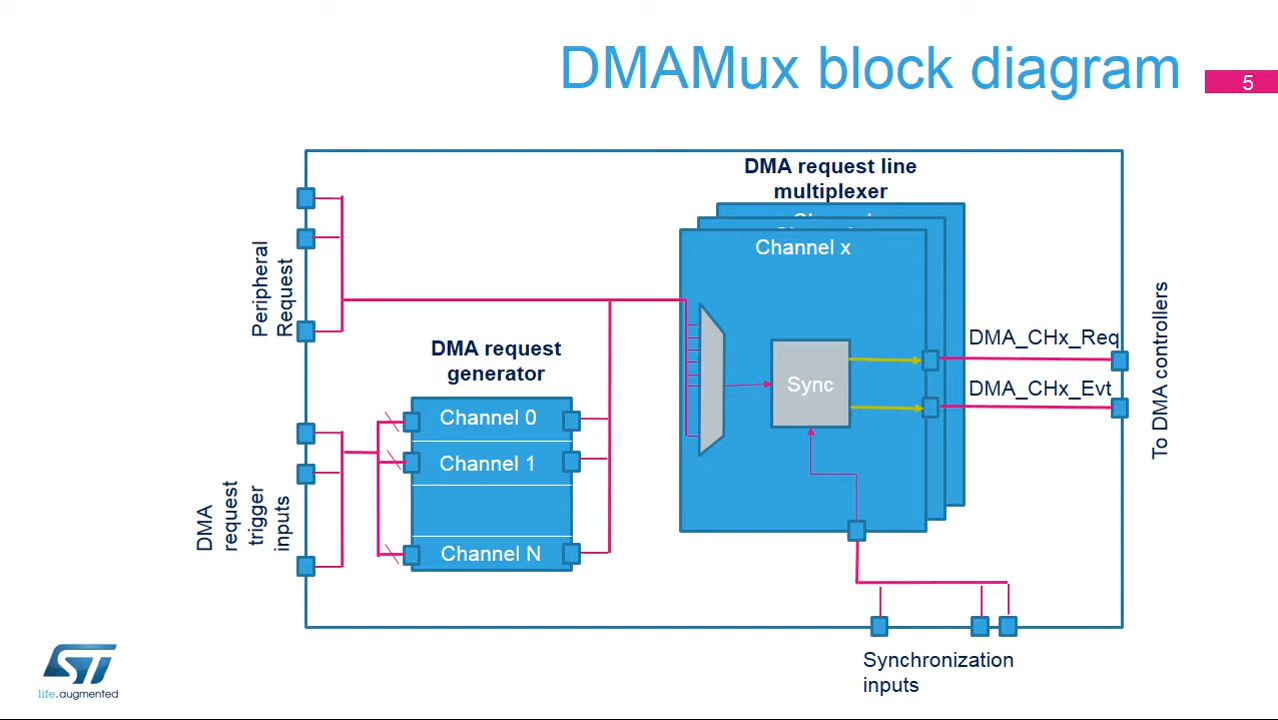 DMAMux block diagram
5
DMA request line
multiplexer
Channel x
Peripheral
Request
DMA request
generator
Channel 0
Channel 1
Channel N
DMA
request
trigger
inputs
Sync
DMA_CHx_Req
DMA_CHx_Evt
To DMA controllers
Synchronization
inputs
ST
life.augmented